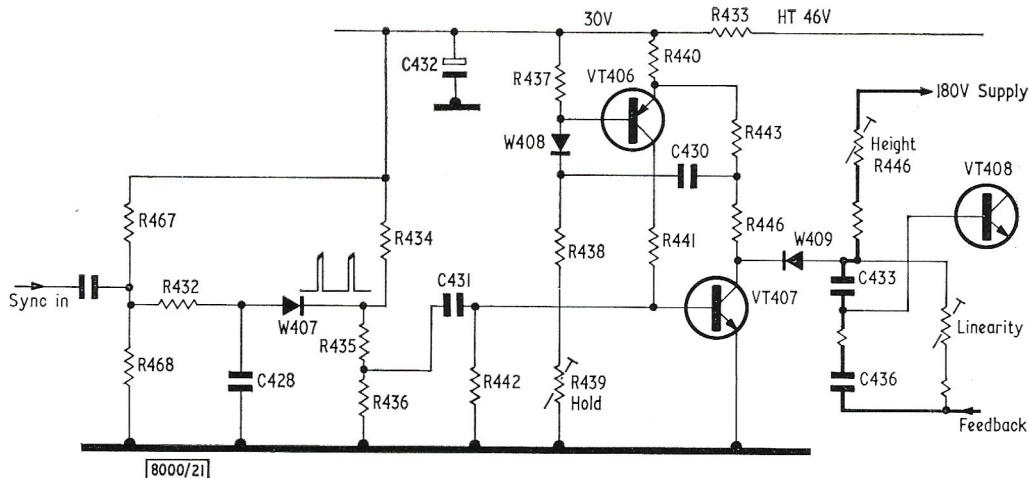 30V
R433
HT 46V
C432
R437
R440
VT406
180V Supply
W408
R443
C430
Height
R446
VT408
R467
R434
R438
R441
R446
W409
Sync in
R432
W407
C431
VT407
C433
Linearity
R435
R468
C428
R436
R442
R439
Hold
C436
Feedback
8000/21